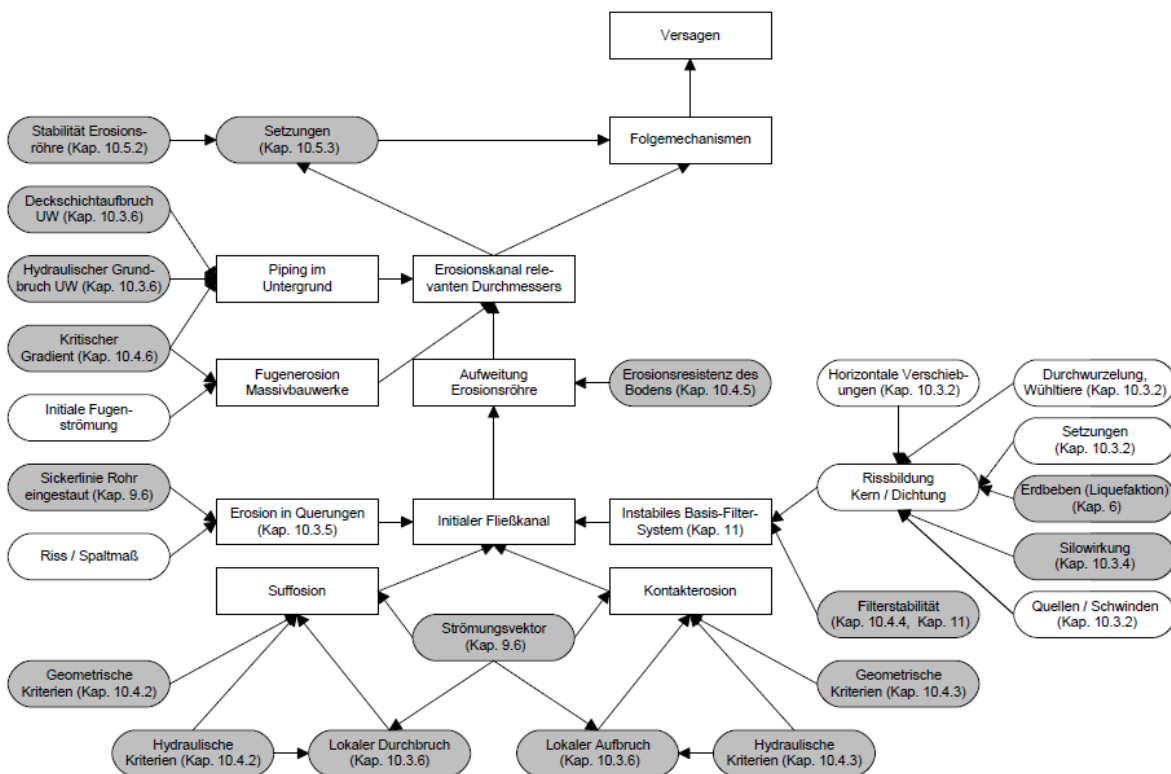 Versagen
Stabilität Erosions-
röhre (Kap. 10.5.2)
Setzungen
(Kap. 10.5.3)
Folgemechanismen
Deckschichtaufbruch
UW (Kap. 10.3.6)
Hydraulischer Grund-
bruch UW (Kap. 10.3.6)
Piping im
Untergrund
Erosionskanal rele-
vanten Durchmessers
Kritischer
Gradient (Kap. 10.4.6)
Fugenerosion
Massivbauwerke
Aufweitung
Erosionsröhre
Erosionsresistenz des
Bodens (Kap. 10.4.5)
Horizontale Verschieb-
ungen (Kap. 10.3.2)
Durchwurzelung,
Wühltiere (Kap. 10.3.2)
Initiale Fugen-
strömung
Setzungen
(Kap. 10.3.2)
Sickerlinie Rohr
eingestaut (Kap. 9.6)
Rissbildung
Kern / Dichtung
Erdbeben (Liquefaktion)
(Kap. 6)
Erosion in Querungen
(Kap. 10.3.5)
Initialer Fließkanal
Instabiles Basis-Filter-
System (Kap. 11)
Riss / Spaltmaß
Silowirkung
(Kap. 10.3.4)
Suffosion
Kontakterosion
Filterstabilität
(Kap. 10.4.4, Kap. 11)
Quellen / Schwinden
(Kap. 10.3.2)
Strömungsvektor
(Kap. 9.6)
Geometrische
Kriterien (Kap. 10.4.2)
Geometrische
Kriterien (Kap. 10.4.3)
Hydraulische
Kriterien (Kap. 10.4.2)
Lokaler Durchbruch
(Kap. 10.3.6)
Lokaler Aufbruch
(Kap. 10.3.6)
Hydraulische
Kriterien (Kap. 10.4.3)